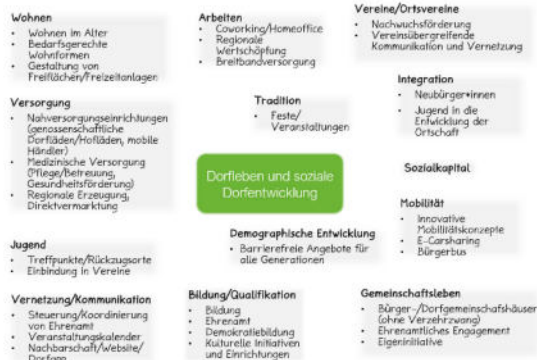 Wohnen
• Wohnen im Alter
• Bedarfsgerechte
Wohnformen
• Gestaltung von
Freiflächen/Freizeitanlagen
Arbeiten
• Coworking/Homeoffice
• Regionale
Wertschöpfung
• Breitbandversorgung
Vereine/Ortsvereine
• Nachwuchsförderung
• Vereinsübergreifende
Kommunikation und Vernetzung
Versorgung
• Nahversorgungseinrichtungen
(genossenschaftliche
Dorfläden/Hofläden, mobile
Händler)
• Medizinische Versorgung
(Pflege/Betreuung,
Gesundheitsförderung)
• Regionale Erzeugung,
Direktvermarktung
Tradition
• Feste/
Veranstaltungen
Integration
• Neubürger*innen
• Jugend in die
Entwicklung der
Ortschaft
Dorfleben und soziale
Dorfentwicklung
Sozialkapital
Mobilität
• Innovative
Mobilitätskonzepte
• E-Carsharing
• Bürgerbus
Demographische Entwicklung
• Barrierefreie Angebote für
alle Generationen
Jugend
• Treffpunkte/Rückzugsorte
• Einbindung in Vereine
Vernetzung/Kommunikation
• Steuerung/Koordinierung
von Ehrenamt
• Veranstaltungskalender
• Nachbarschaft/Website/
Dorfapp
Bildung/Qualifikation
• Bildung
• Ehrenamt
• Demokratiebildung
• Kulturelle Initiativen
und Einrichtungen
Gemeinschaftsleben
• Bürger-/Dorfgemeinschafshäuser
(ohne Verzehrzwang)
• Ehrenamtliches Engagement
• Eigeninitiative